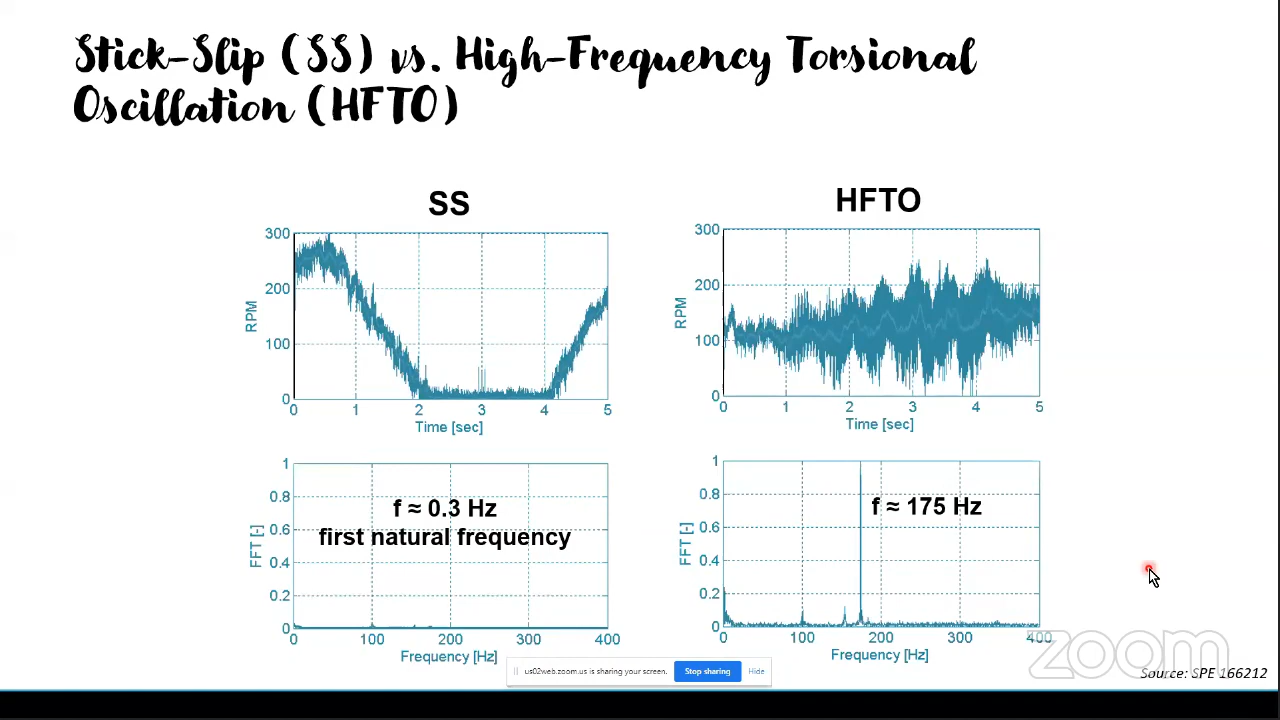 Stick-Slip (SS) vs. High-Frequency Torsional
Oscillation (HFTO)
SS
HFTO
300
200
100
0
RPM
0 1 2 3 4 5
Time [sec]
300
200
100
0
RPM
0 1 2 3 4 5
Time [sec]
1
0.8
0.6
0.4
0.2
0
FFT [-]
f ≈ 0.3 Hz
first natural frequency
0 100 200 300 400
Frequency [Hz]
1
0.8
0.6
0.4
0.2
0
FFT [-]
f ≈ 175 Hz
0 100 200 300 400
Frequency [Hz]
zoom
Source: SPE 166212
us02web.zoom.us is sharing your screen.
Stop sharing
Hide